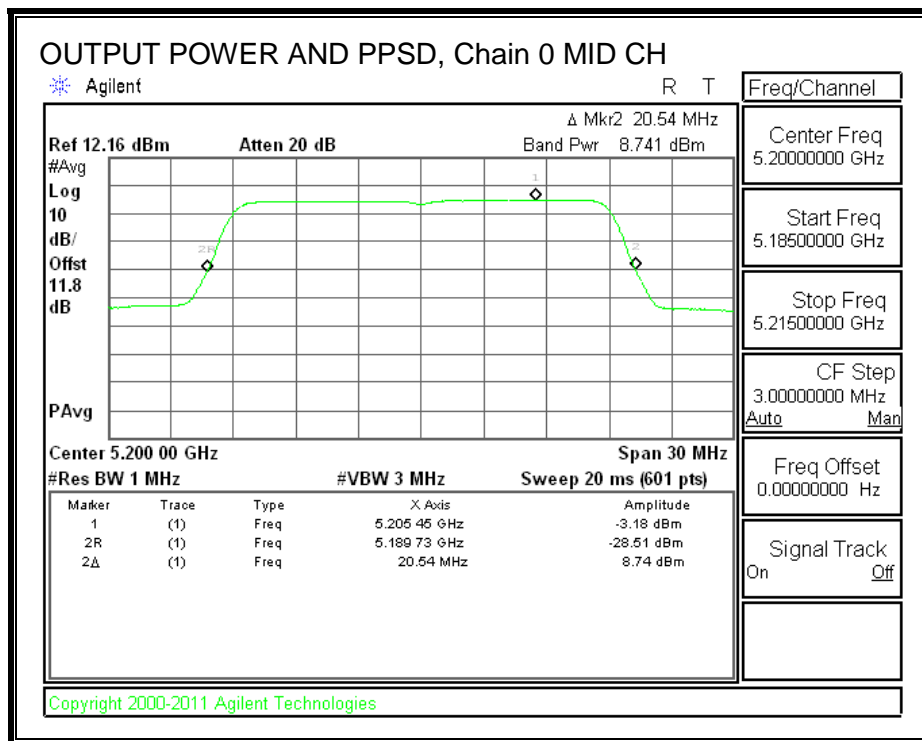 OUTPUT POWER AND PPSD, Chain 0 MID CH
Agilent R T
Δ Mkr2 20.54 MHz
Ref 12.16 dBm Atten 20 dB Band Pwr 8.741 dBm
#Avg
Log
10
dB/
Offst
11.8
dB
PAvg
1
2R
2
Center 5.200 00 GHz Span 30 MHz
#Res BW 1 MHz #VBW 3 MHz Sweep 20 ms (601 pts)
Marker Trace Type X Axis Amplitude
1 (1) Freq 5.205 45 GHz -3.18 dBm
2R (1) Freq 5.189 73 GHz -28.51 dBm
2Δ (1) Freq 20.54 MHz 8.74 dBm
Freq/Channel
Center Freq
5.20000000 GHz
Start Freq
5.18500000 GHz
Stop Freq
5.21500000 GHz
CF Step
3.00000000 MHz
Auto Man
Freq Offset
0.00000000 Hz
Signal Track
On Off
Copyright 2000-2011 Agilent Technologies